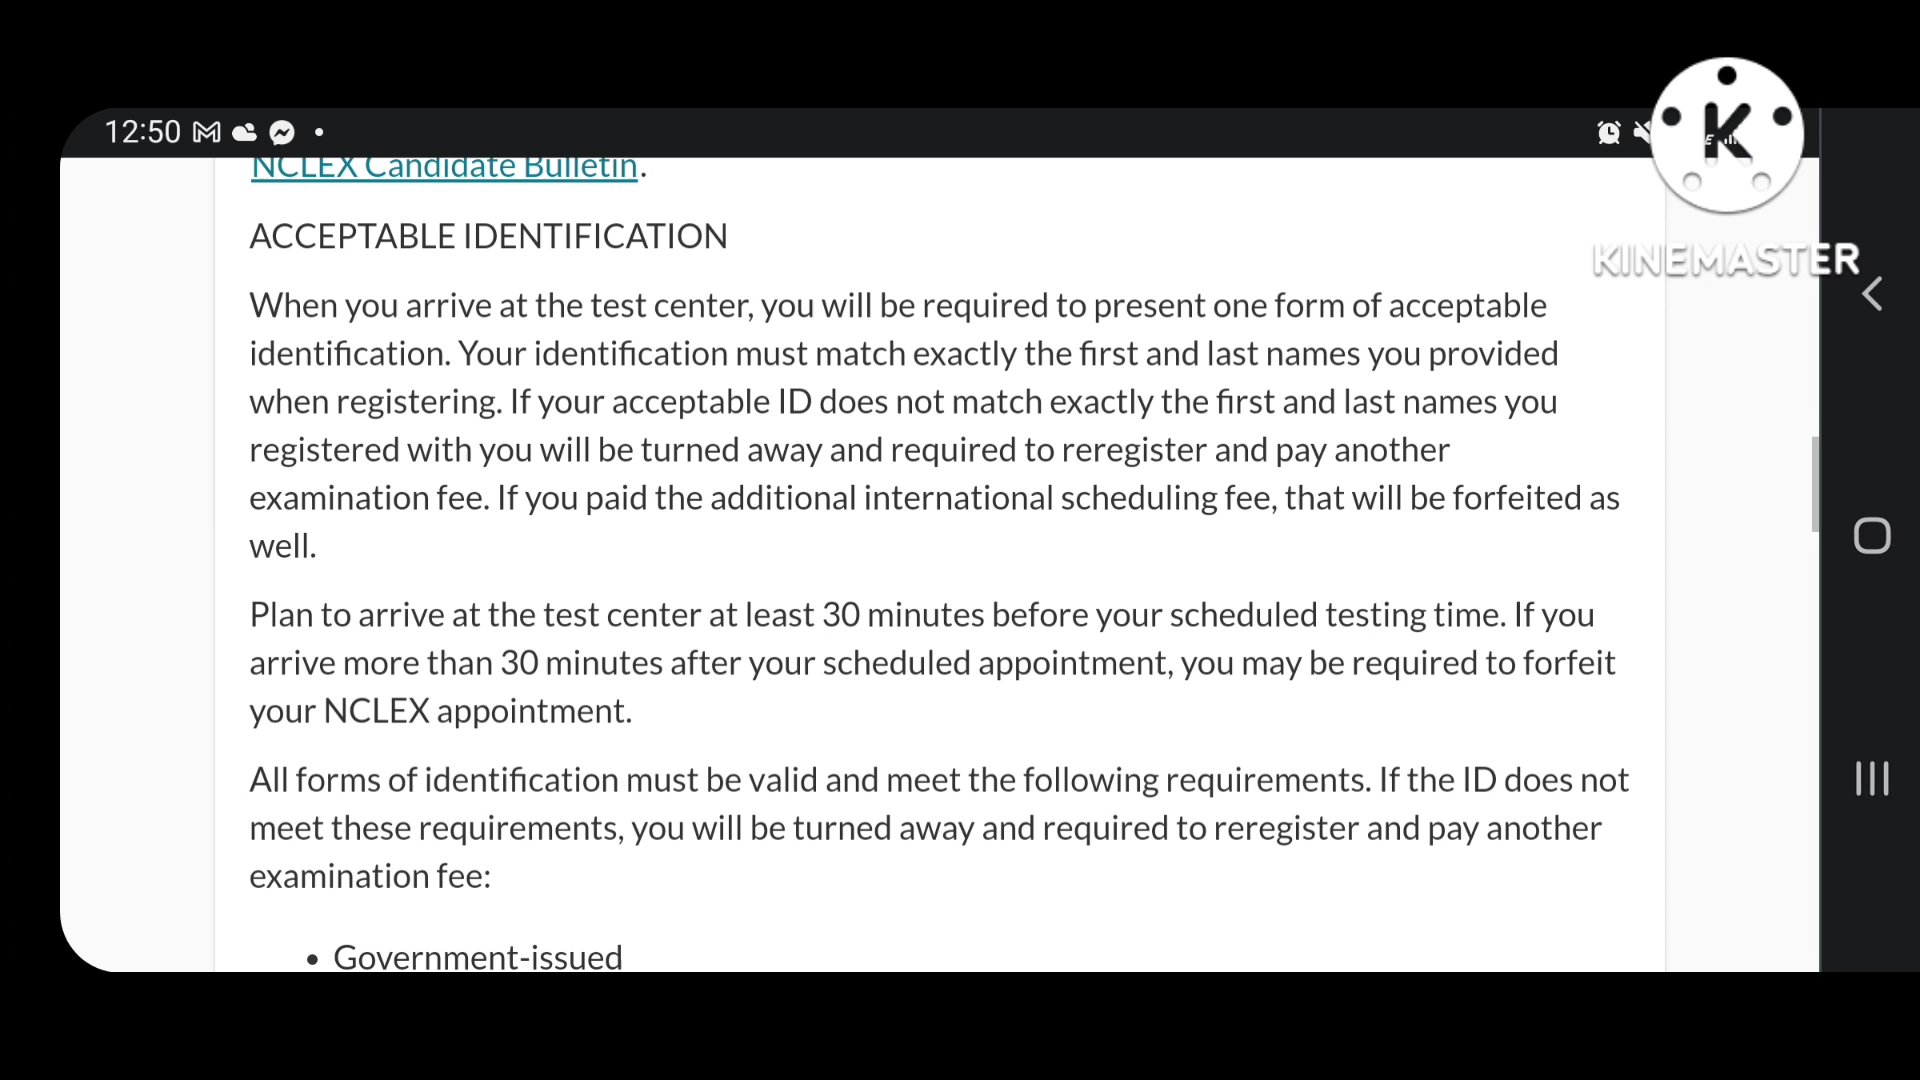 12:50
NCLEX Candidate Bulletin.
K
KINEMASTER
ACCEPTABLE IDENTIFICATION
When you arrive at the test center, you will be required to present one form of acceptable
identification. Your identification must match exactly the first and last names you provided
when registering. If your acceptable ID does not match exactly the first and last names you
registered with you will be turned away and required to reregister and pay another
examination fee. If you paid the additional international scheduling fee, that will be forfeited as
well.
Plan to arrive at the test center at least 30 minutes before your scheduled testing time. If you
arrive more than 30 minutes after your scheduled appointment, you may be required to forfeit
your NCLEX appointment.
All forms of identification must be valid and meet the following requirements. If the ID does not
meet these requirements, you will be turned away and required to reregister and pay another
examination fee:
• Government-issued